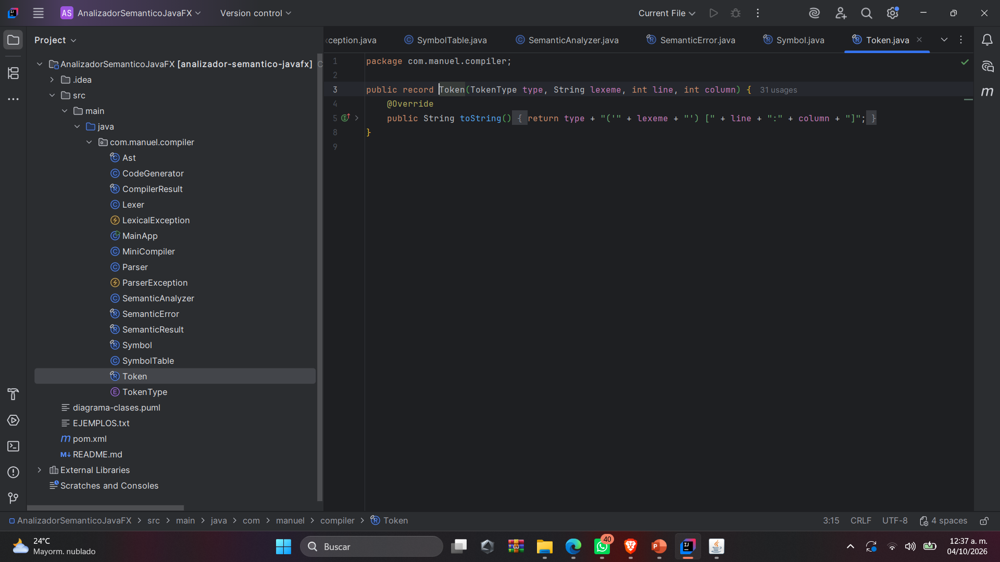 AS AnalizadorSemanticoJavaFX Version control Current File
Project
ception.java SymbolTable.java SemanticAnalyzer.java SemanticError.java Symbol.java Token.java
AnalizadorSemanticoJavaFX [analizador-semantico-javafx]
.idea
src
main
java
com.manuel.compiler
Ast
CodeGenerator
CompilerResult
Lexer
LexicalException
MainApp
MiniCompiler
Parser
ParserException
SemanticAnalyzer
SemanticError
SemanticResult
Symbol
SymbolTable
Token
TokenType
diagrama-clases.puml
EJEMPLOS.txt
pom.xml
README.md
External Libraries
Scratches and Consoles
1 package com.manuel.compiler;
2
3 public record Token(TokenType type, String lexeme, int line, int column) { 31 usages
4 @Override
5 public String toString() { return type + "('" + lexeme + "') [" + line + ":" + column + "]"; }
8 }
9
AnalizadorSemanticoJavaFX > src > main > java > com > manuel > compiler > Token 3:15 CRLF UTF-8 4 spaces
24°C
Mayorm. nublado
Buscar
40
12:37 a. m.
04/10/2026